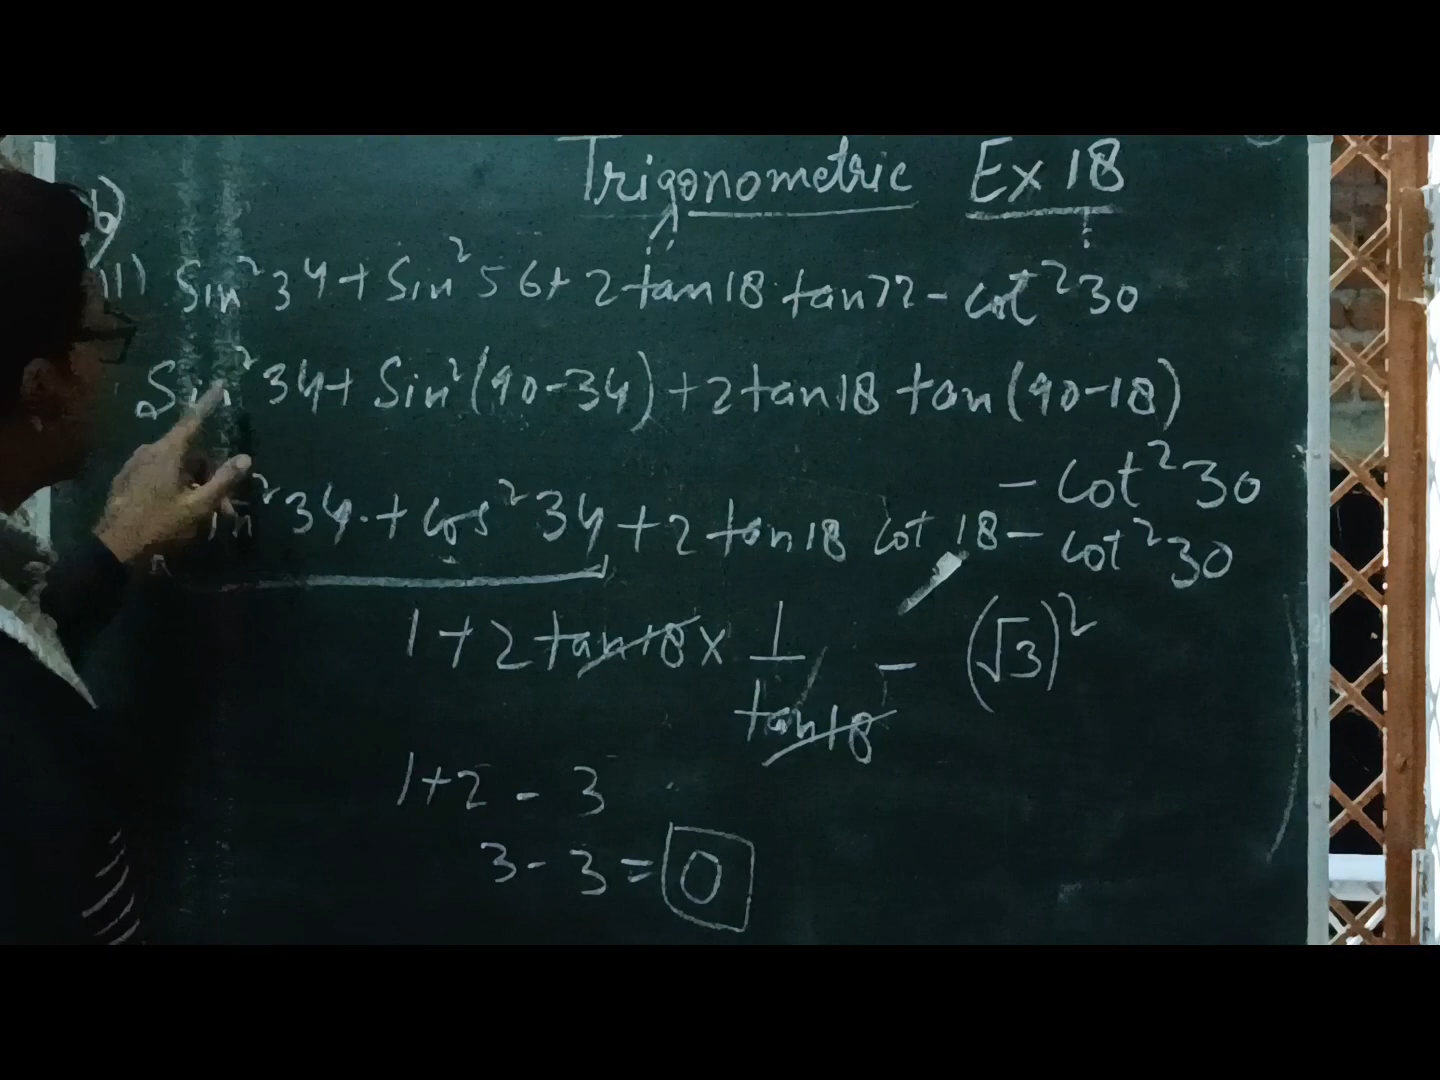 Trigonometric Ex 18
b)
11) Sin²34 + Sin²56 + 2 tan18 tan72 - cot²30
Sin²34 + Sin²(90-34) + 2 tan18 tan(90-18)
- cot²30
in²34 + cos²34 + 2 tan18 cot 18 - cot²30
1 + 2 tan18 × 1/tan18 - (√3)²
1+2 - 3
3 - 3 = 0